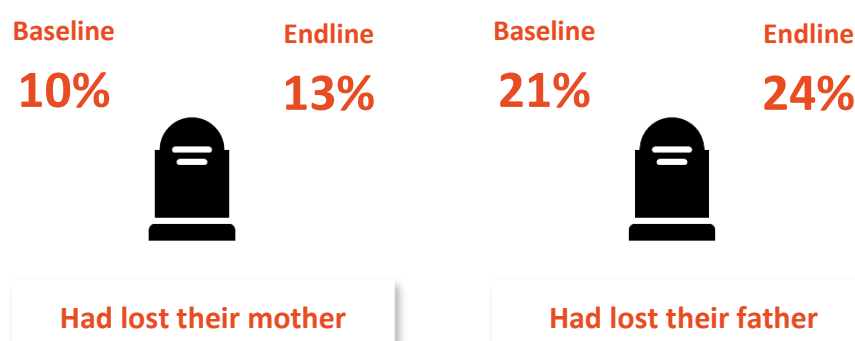 Baseline
Endline
10%
13%
Had lost their mother
Baseline
Endline
21%
24%
Had lost their father